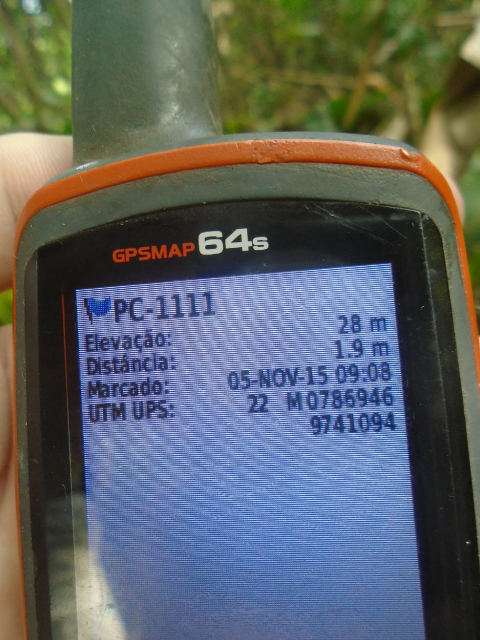 GPSMAP 64s
PC-1111
Elevação: 28 m
Distância: 1.9 m
Marcado: 05-NOV-15 09:08
UTM UPS: 22 M 0786946
9741094